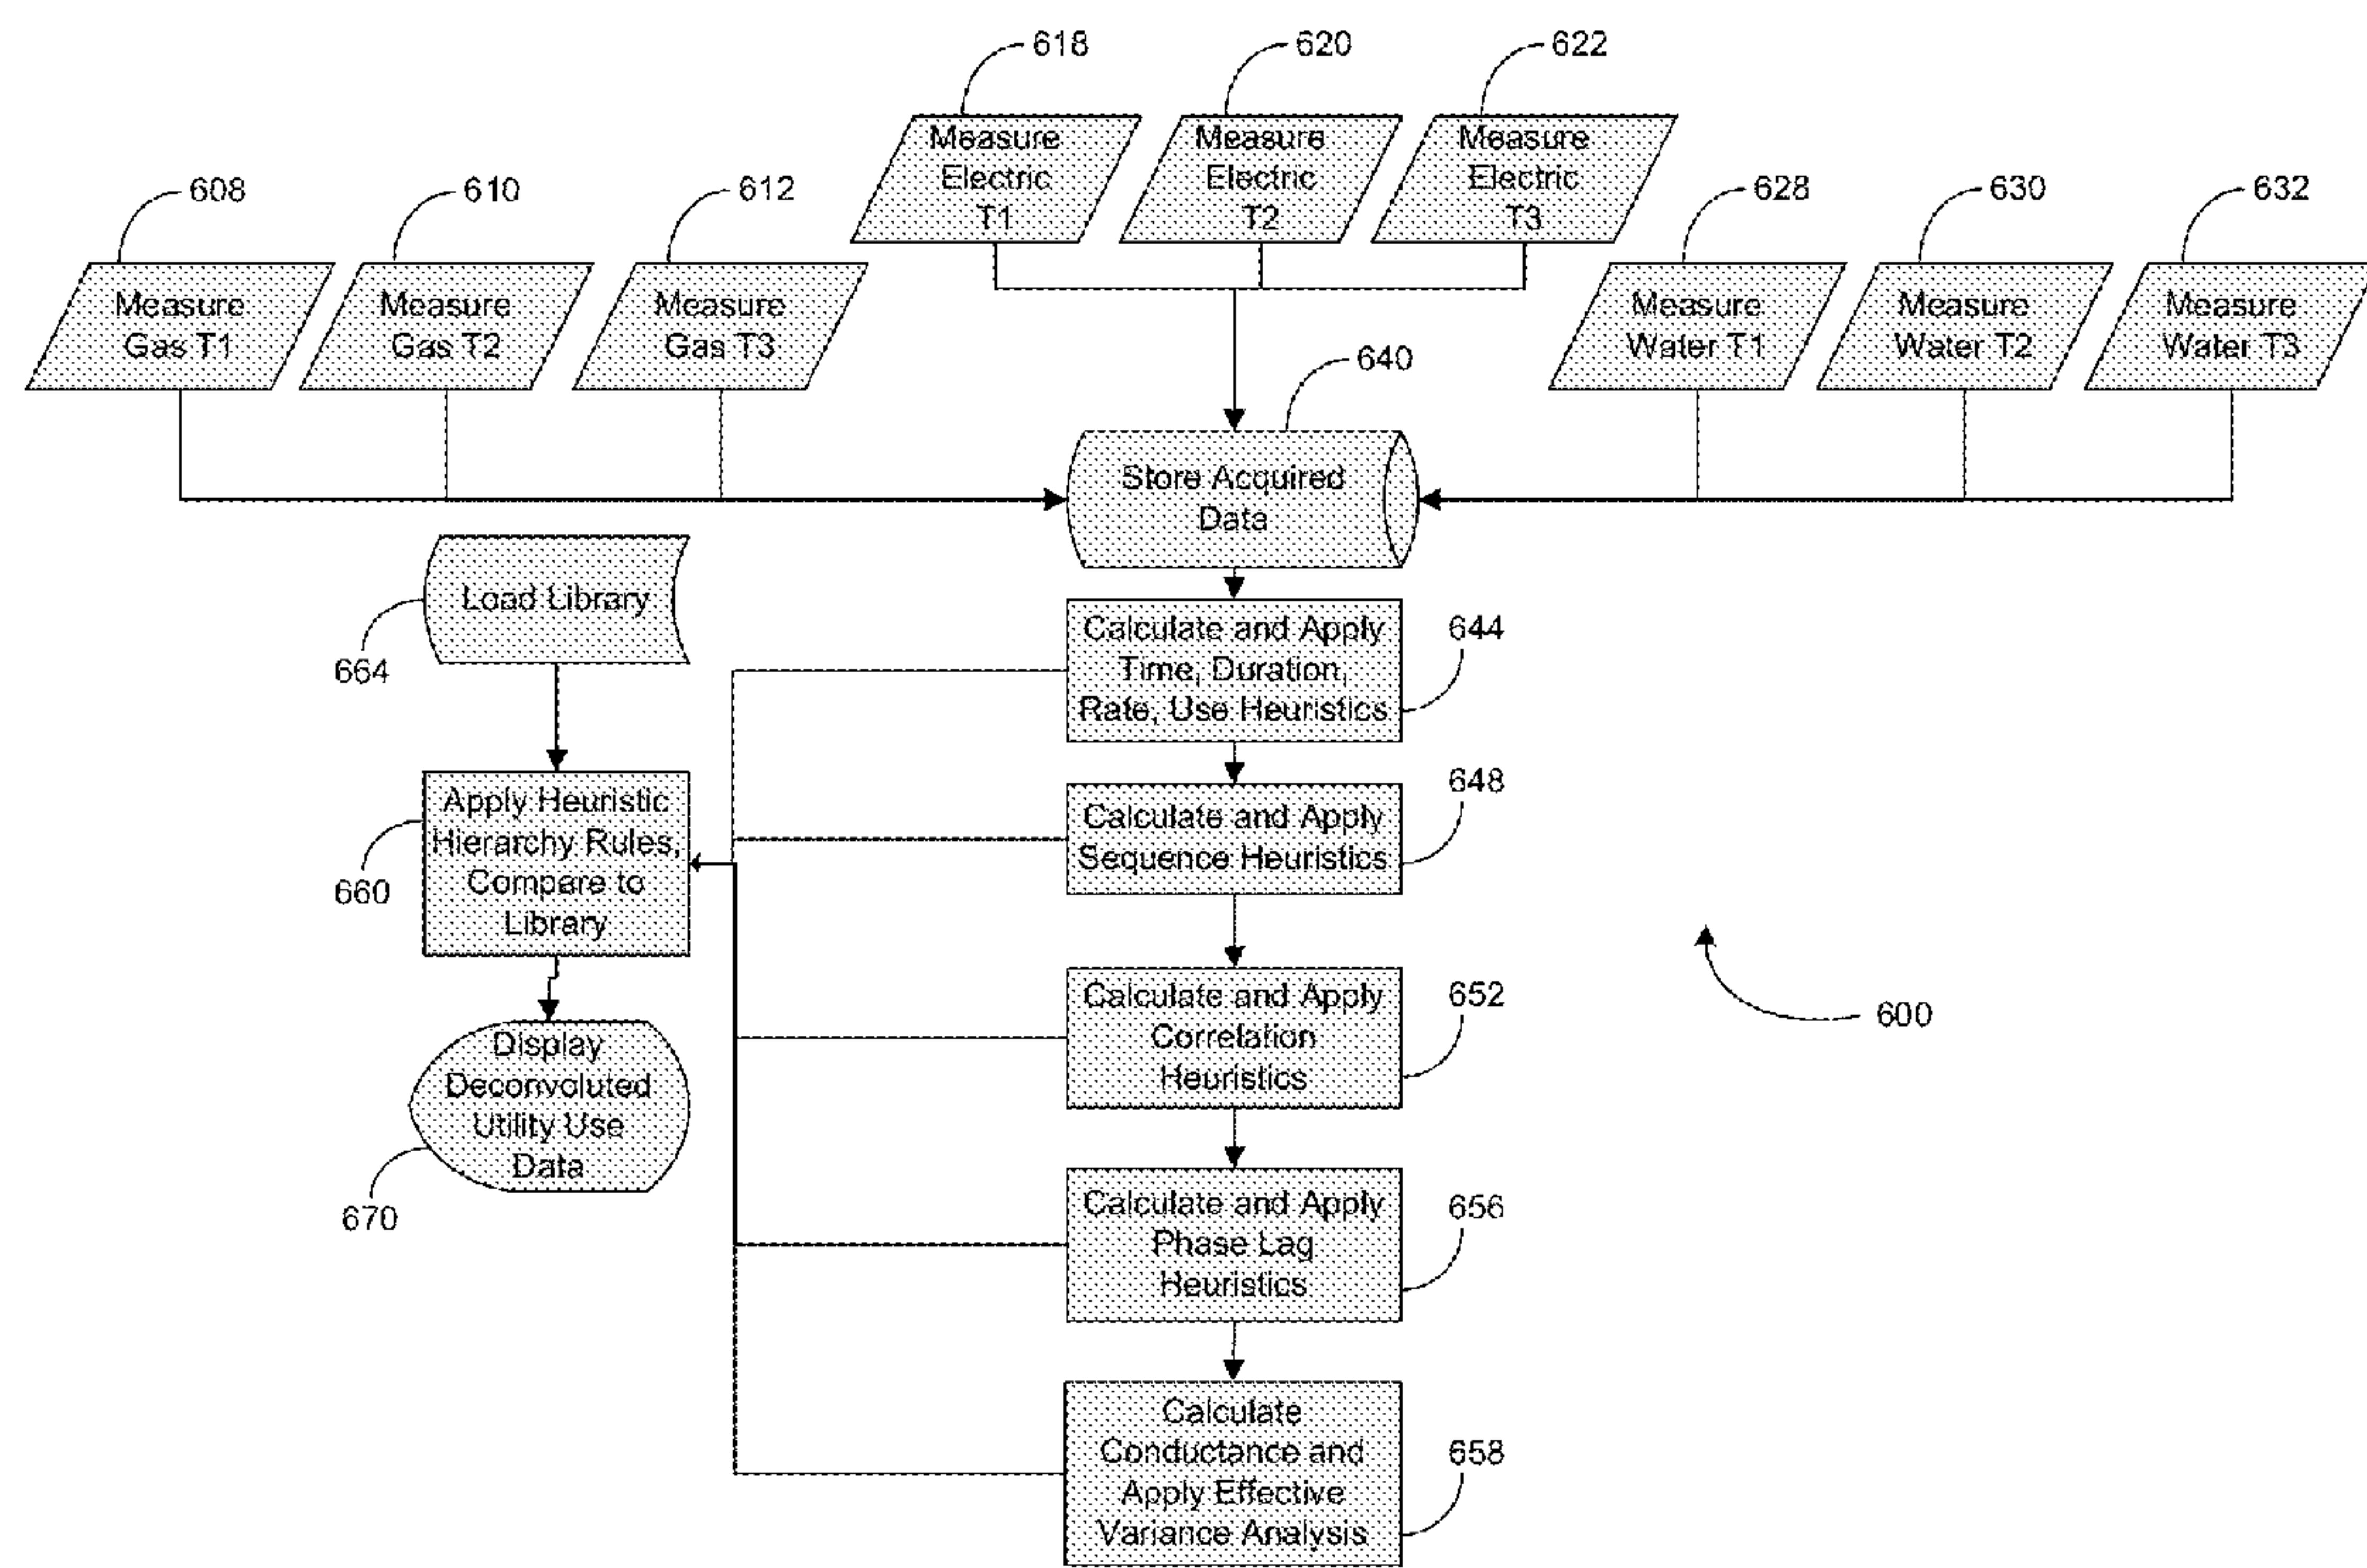 618
620
622
Measure
Electric
T1
Measure
Electric
T2
Measure
Electric
T3
608
610
612
628
630
632
Measure
Gas T1
Measure
Gas T2
Measure
Gas T3
Measure
Water T1
Measure
Water T2
Measure
Water T3
640
Store Acquired
Data
Load Library
664
Calculate and Apply
Time, Duration,
Rate, Use Heuristics
644
Calculate and Apply
Sequence Heuristics
648
Apply Heuristic
Hierarchy Rules,
Compare to
Library
660
Calculate and Apply
Correlation
Heuristics
652
600
Display
Deconvoluted
Utility Use
Data
670
Calculate and Apply
Phase Lag
Heuristics
656
Calculate
Conductance and
Apply Effective
Variance Analysis
658